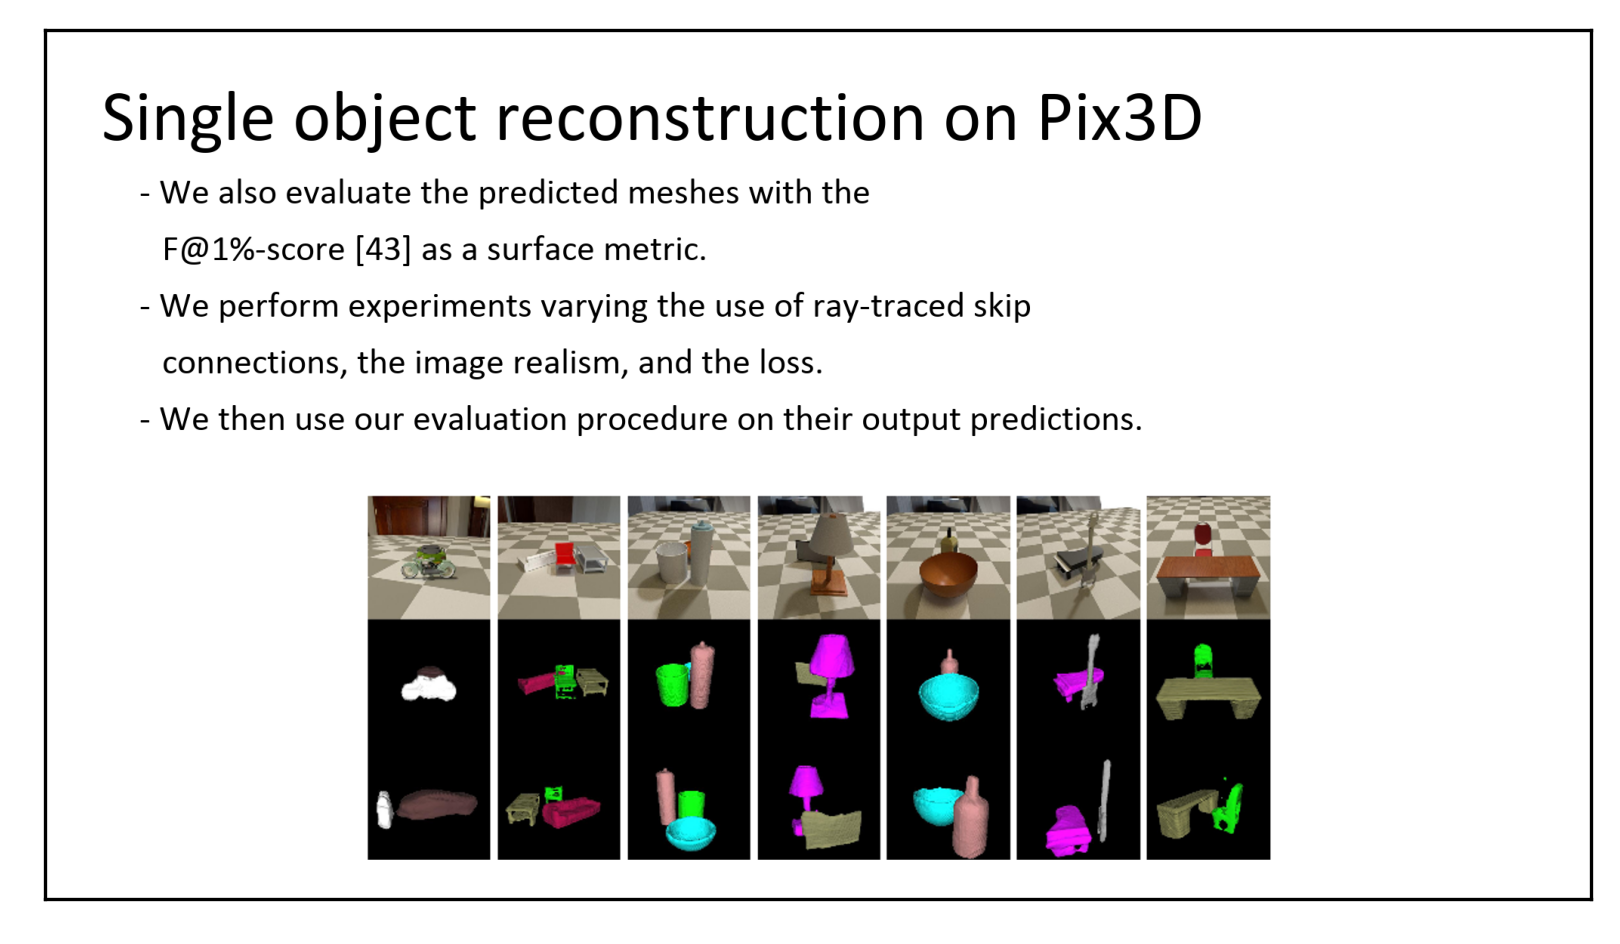 Single object reconstruction on Pix3D
- We also evaluate the predicted meshes with the
F@1%-score [43] as a surface metric.
- We perform experiments varying the use of ray-traced skip
connections, the image realism, and the loss.
- We then use our evaluation procedure on their output predictions.